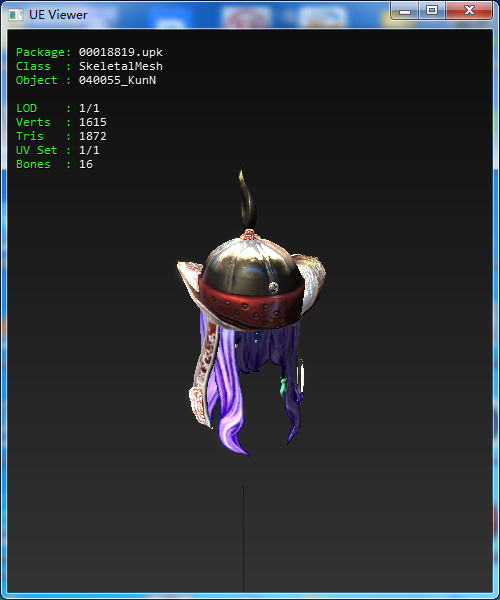 UE Viewer
Package: 00018819.upk
Class : SkeletalMesh
Object : 040055_KunN
LOD : 1/1
Verts : 1615
Tris : 1872
UV Set : 1/1
Bones : 16